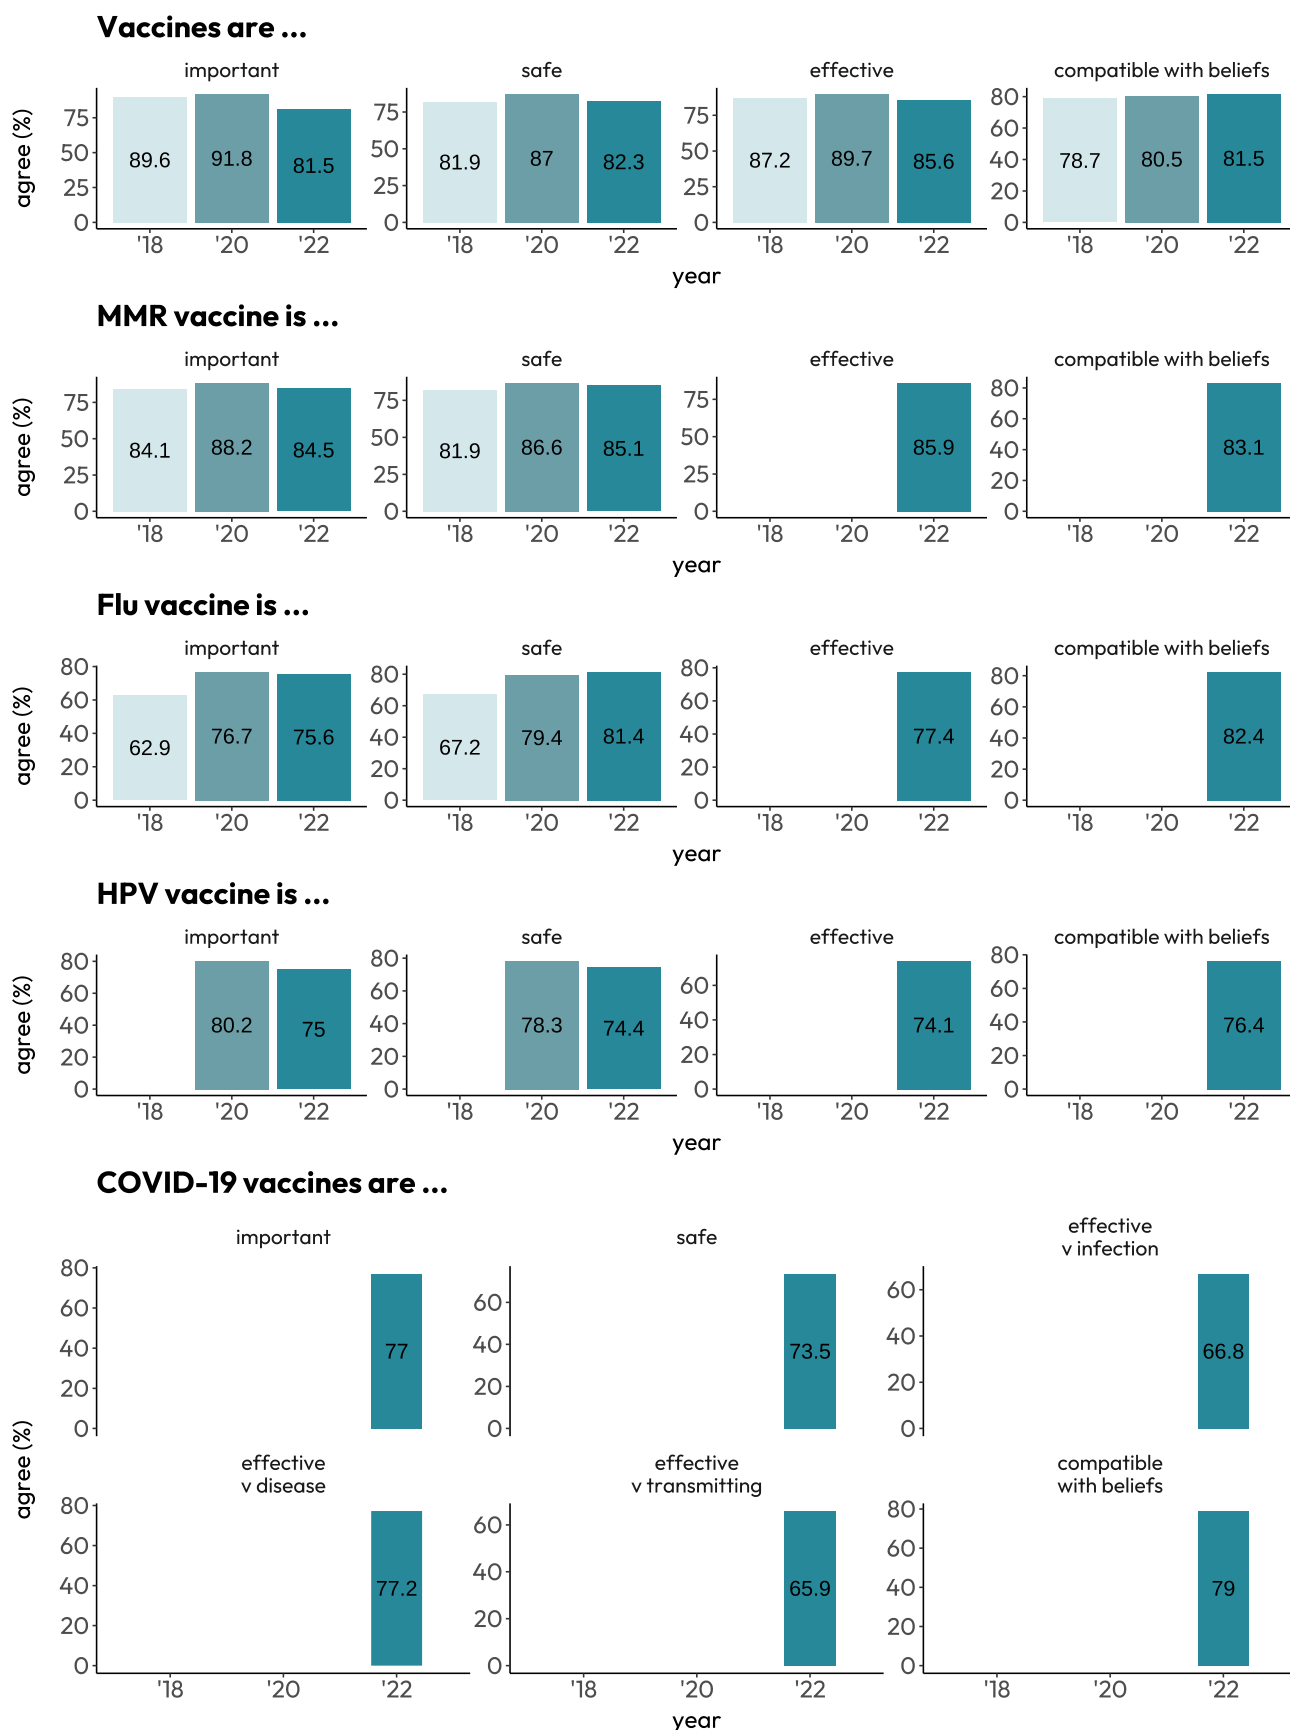 Vaccines are ...
important safe effective compatible with beliefs
agree (%)
75 75 75 80
50 50 50 60
25 25 25 40
0 0 0 20
0
89.6 91.8 81.5 81.9 87 82.3 87.2 89.7 85.6 78.7 80.5 81.5
'18 '20 '22 '18 '20 '22 '18 '20 '22 '18 '20 '22
year
MMR vaccine is ...
important safe effective compatible with beliefs
agree (%)
75 75 75 80
50 50 50 60
25 25 25 40
0 0 0 20
0
84.1 88.2 84.5 81.9 86.6 85.1 85.9 83.1
'18 '20 '22 '18 '20 '22 '18 '20 '22 '18 '20 '22
year
Flu vaccine is ...
important safe effective compatible with beliefs
agree (%)
80 80 80 80
60 60 60 60
40 40 40 40
20 20 20 20
0 0 0 0
62.9 76.7 75.6 67.2 79.4 81.4 77.4 82.4
'18 '20 '22 '18 '20 '22 '18 '20 '22 '18 '20 '22
year
HPV vaccine is ...
important safe effective compatible with beliefs
agree (%)
80 80 60 80
60 60 40 60
40 40 20 40
20 20 0 20
0 0 0
80.2 75 78.3 74.4 74.1 76.4
'18 '20 '22 '18 '20 '22 '18 '20 '22 '18 '20 '22
year
COVID-19 vaccines are ...
important safe effective
v infection
agree (%)
80 60 60
60 40 40
40 20 20
20 0 0
0
77 73.5 66.8
effective effective compatible
v disease v transmitting with beliefs
80 60 80
60 40 60
40 20 40
20 0 20
0 0
77.2 65.9 79
'18 '20 '22 '18 '20 '22 '18 '20 '22
year